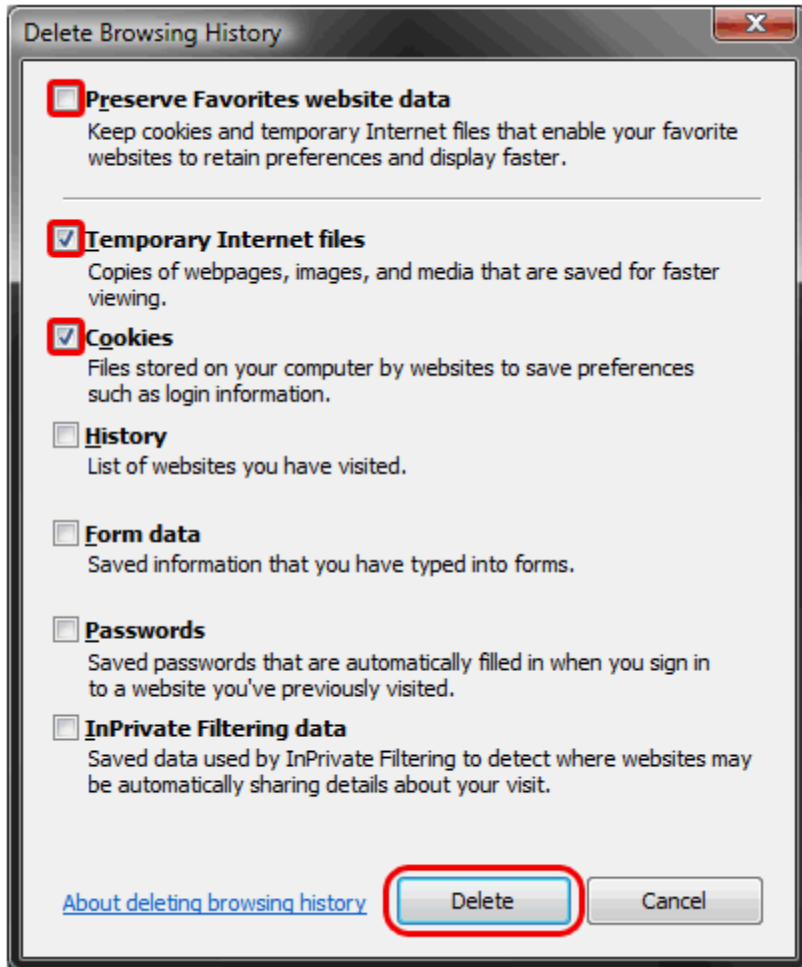 Delete Browsing History
Preserve Favorites website data
Keep cookies and temporary Internet files that enable your favorite
websites to retain preferences and display faster.
Temporary Internet files
Copies of webpages, images, and media that are saved for faster
viewing.
Cookies
Files stored on your computer by websites to save preferences
such as login information.
History
List of websites you have visited.
Form data
Saved information that you have typed into forms.
Passwords
Saved passwords that are automatically filled in when you sign in
to a website you've previously visited.
InPrivate Filtering data
Saved data used by InPrivate Filtering to detect where websites may
be automatically sharing details about your visit.
About deleting browsing history Delete Cancel